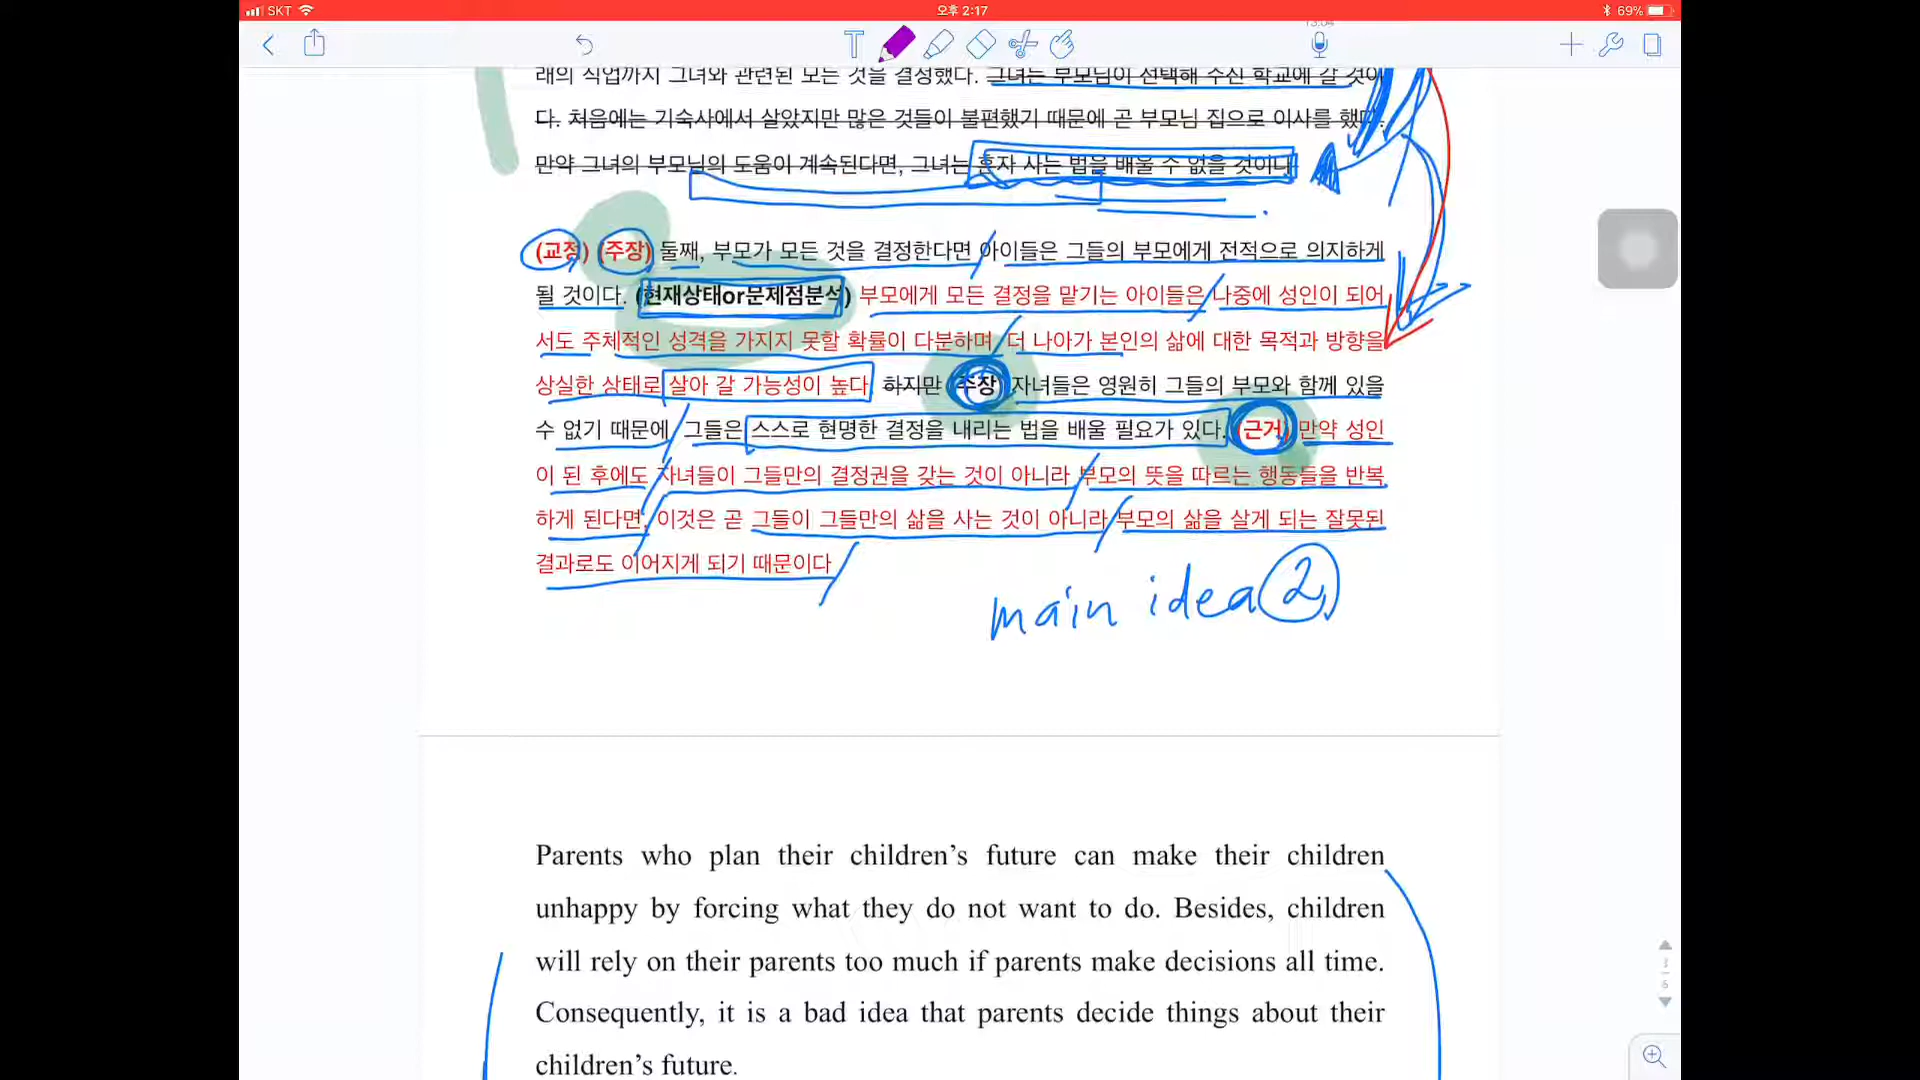 SKT 오후 2:17 69%
래의 직업까지 그녀와 관련된 모든 것을 결정했다. 그녀는 부모님이 선택해 주신 학교에 갈 것이
다. 처음에는 기숙사에서 살았지만 많은 것들이 불편했기 때문에 곧 부모님 집으로 이사를 했다.
만약 그녀의 부모님의 도움이 계속된다면, 그녀는 혼자 사는 법을 배울 수 없을 것이다.
(교정) (주장) 둘째, 부모가 모든 것을 결정한다면 아이들은 그들의 부모에게 전적으로 의지하게
될 것이다. (현재상태or문제점분석) 부모에게 모든 결정을 맡기는 아이들은 나중에 성인이 되어
서도 주체적인 성격을 가지지 못할 확률이 다분하며, 더 나아가 본인의 삶에 대한 목적과 방향을
상실한 상태로 살아 갈 가능성이 높다. 하지만 (주장) 자녀들은 영원히 그들의 부모와 함께 있을
수 없기 때문에 그들은 스스로 현명한 결정을 내리는 법을 배울 필요가 있다. (근거) 만약 성인
이 된 후에도 자녀들이 그들만의 결정권을 갖는 것이 아니라 부모의 뜻을 따르는 행동들을 반복
하게 된다면, 이것은 곧 그들이 그들만의 삶을 사는 것이 아니라 부모의 삶을 살게 되는 잘못된
결과로도 이어지게 되기 때문이다
main idea 2
Parents who plan their children's future can make their children
unhappy by forcing what they do not want to do. Besides, children
will rely on their parents too much if parents make decisions all time.
Consequently, it is a bad idea that parents decide things about their
children's future.